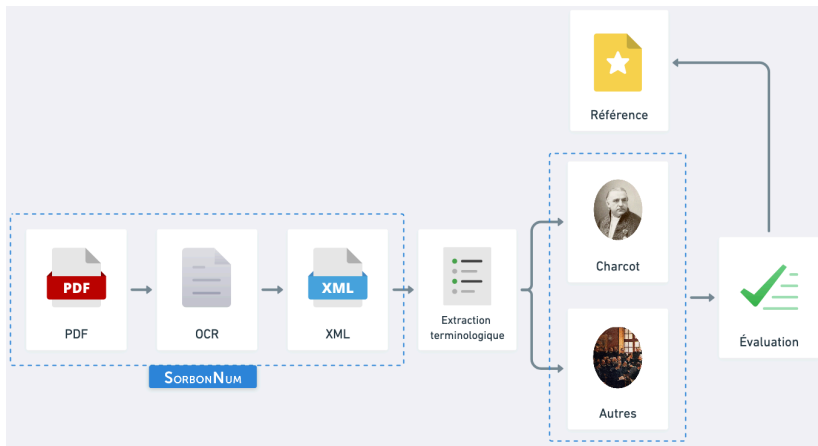 Référence
Charcot
PDF
PDF
OCR
XML
XML
Extraction
terminologique
Autres
Évaluation
SORBONNUM